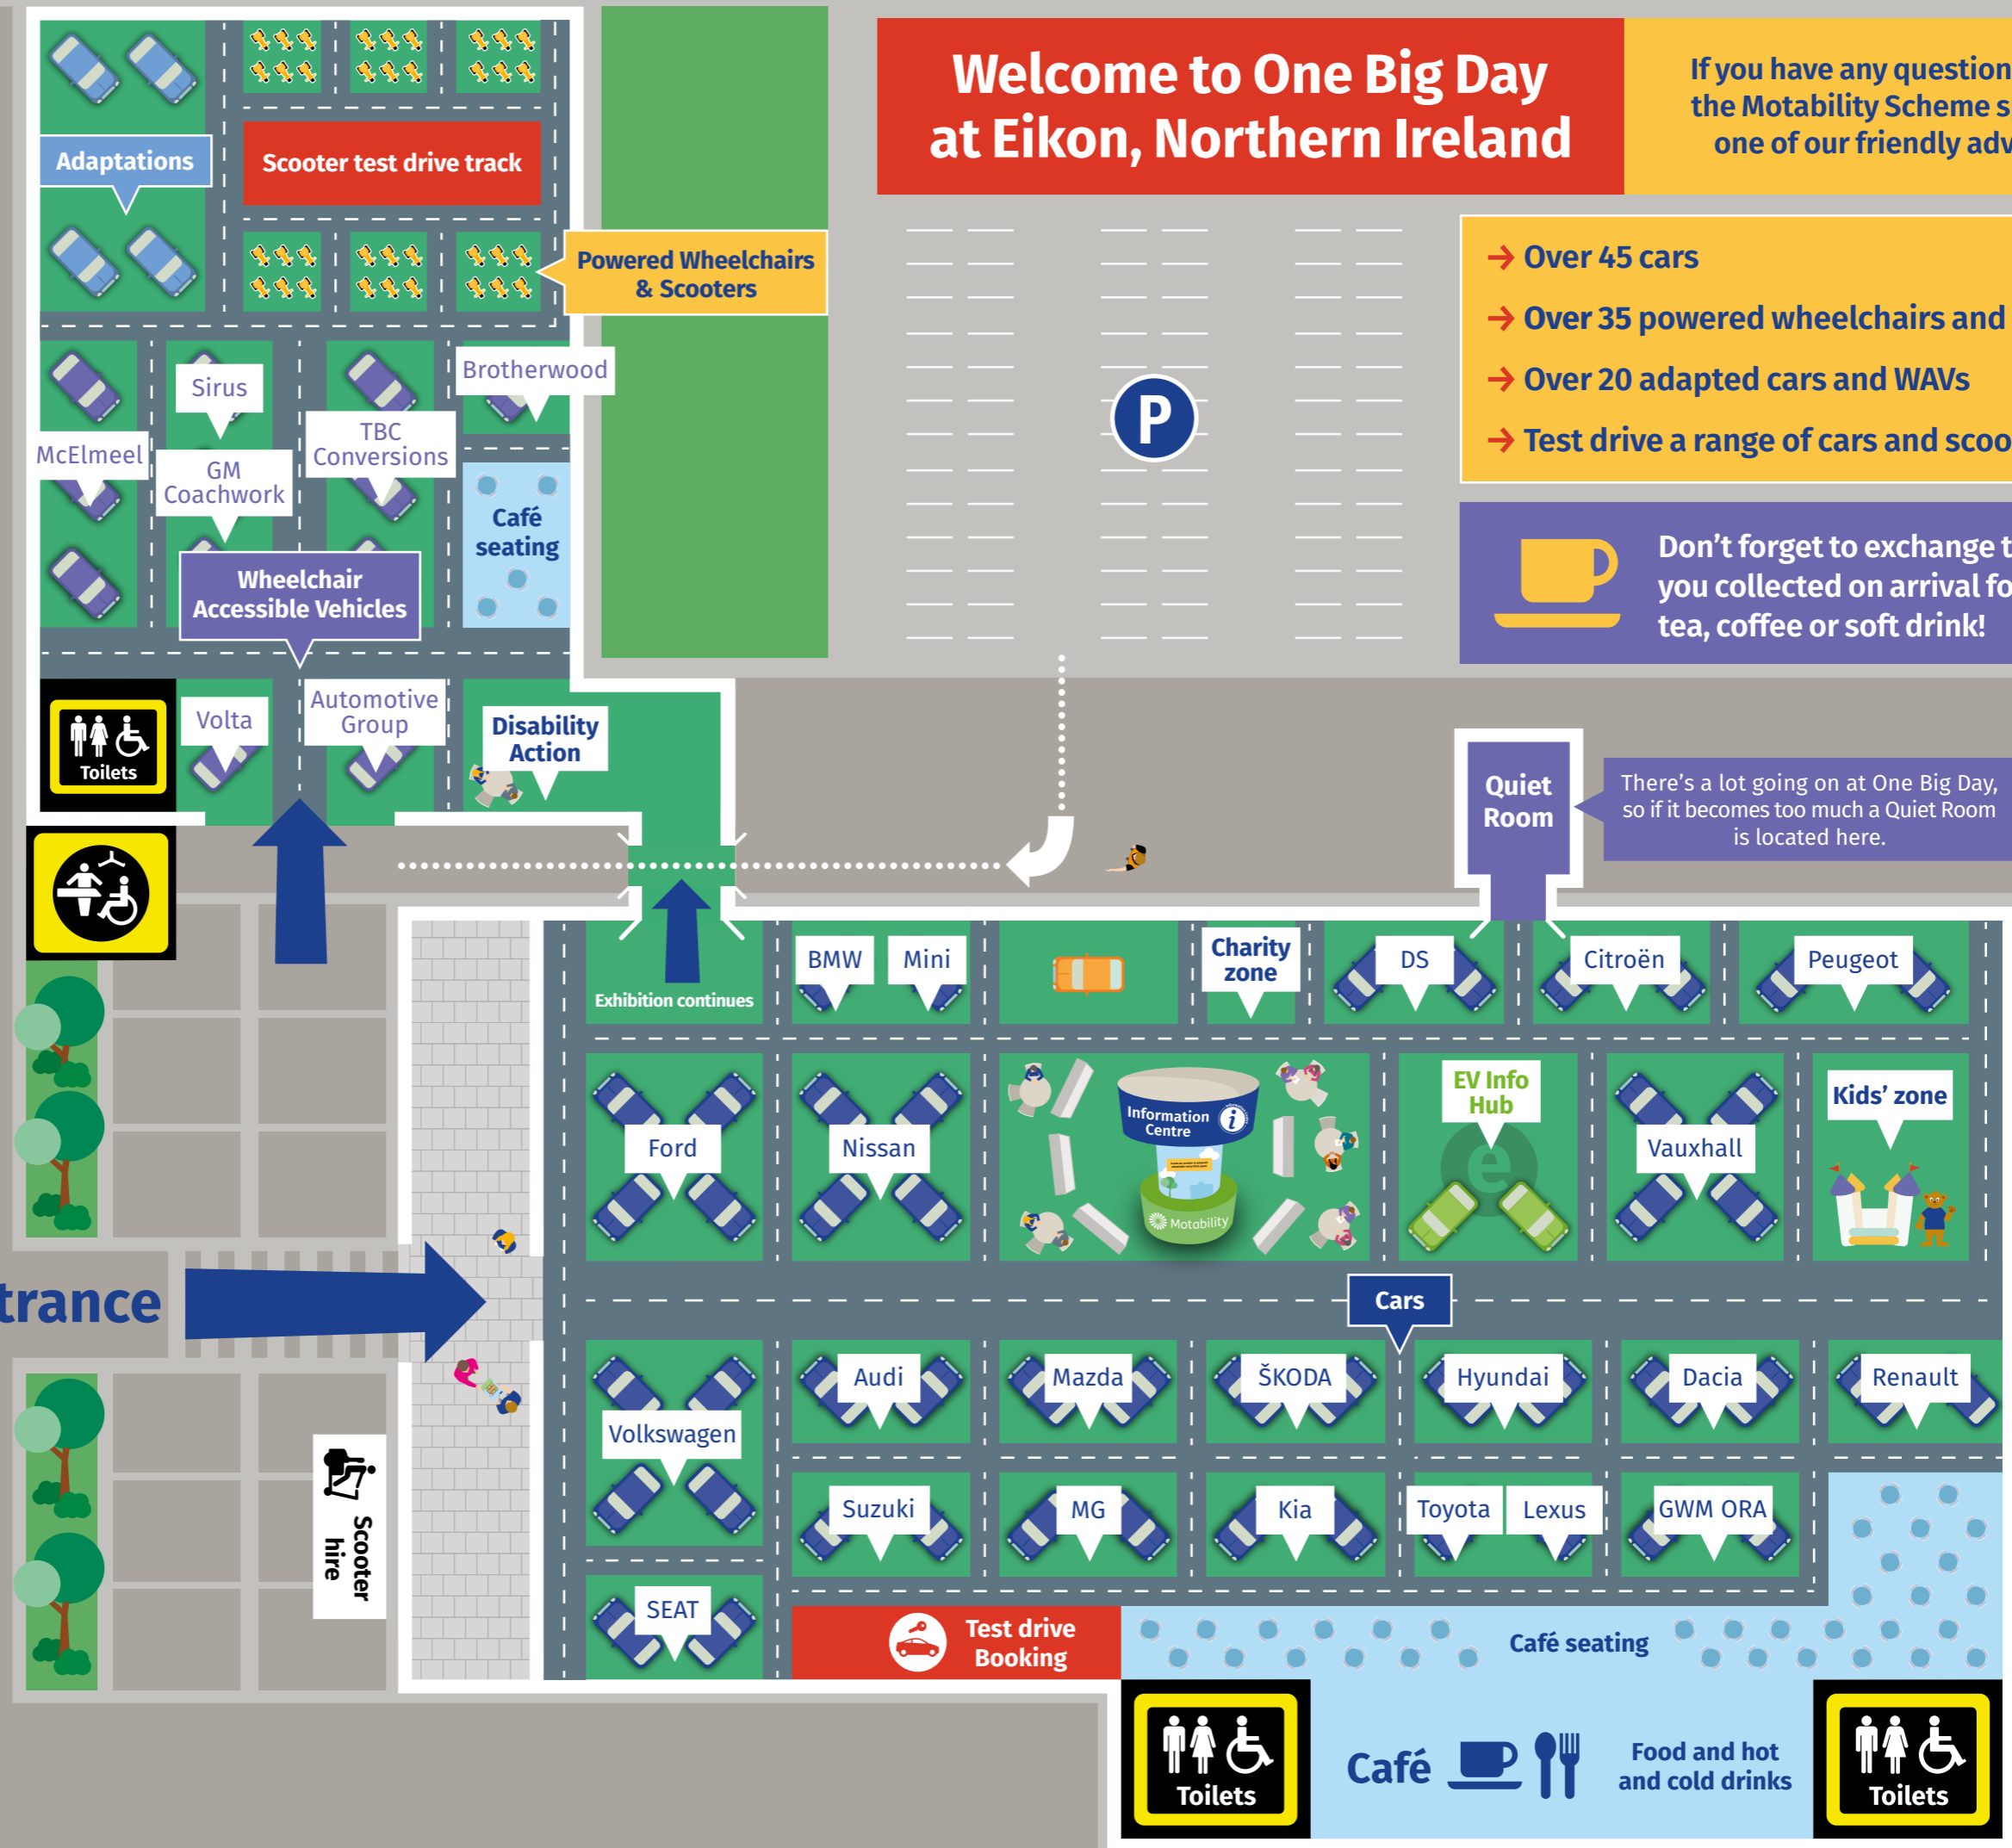 Welcome to One Big Day
at Eikon, Northern Ireland
If you have any question
the Motability Scheme s
one of our friendly adv
Adaptations
Scooter test drive track
Powered Wheelchairs
& Scooters
→ Over 45 cars
→ Over 35 powered wheelchairs and
→ Over 20 adapted cars and WAVs
→ Test drive a range of cars and scoo
P
Brotherwood
Sirus
McElmeel
TBC
Conversions
GM
Coachwork
Café
seating
Wheelchair
Accessible Vehicles
Don't forget to exchange t
you collected on arrival fo
tea, coffee or soft drink!
Toilets
Volta
Automotive
Group
Disability
Action
Quiet
Room
There's a lot going on at One Big Day,
so if it becomes too much a Quiet Room
is located here.
Exhibition continues
BMW
Mini
Charity
zone
DS
Citroën
Peugeot
Ford
Nissan
Information
Centre
i
Motability
EV Info
Hub
e
Vauxhall
Kids' zone
trance
Cars
Volkswagen
Audi
Mazda
ŠKODA
Hyundai
Dacia
Renault
Scooter
hire
Suzuki
MG
Kia
Toyota
Lexus
GWM ORA
SEAT
Test drive
Booking
Café seating
Toilets
Café
Food and hot
and cold drinks
Toilets